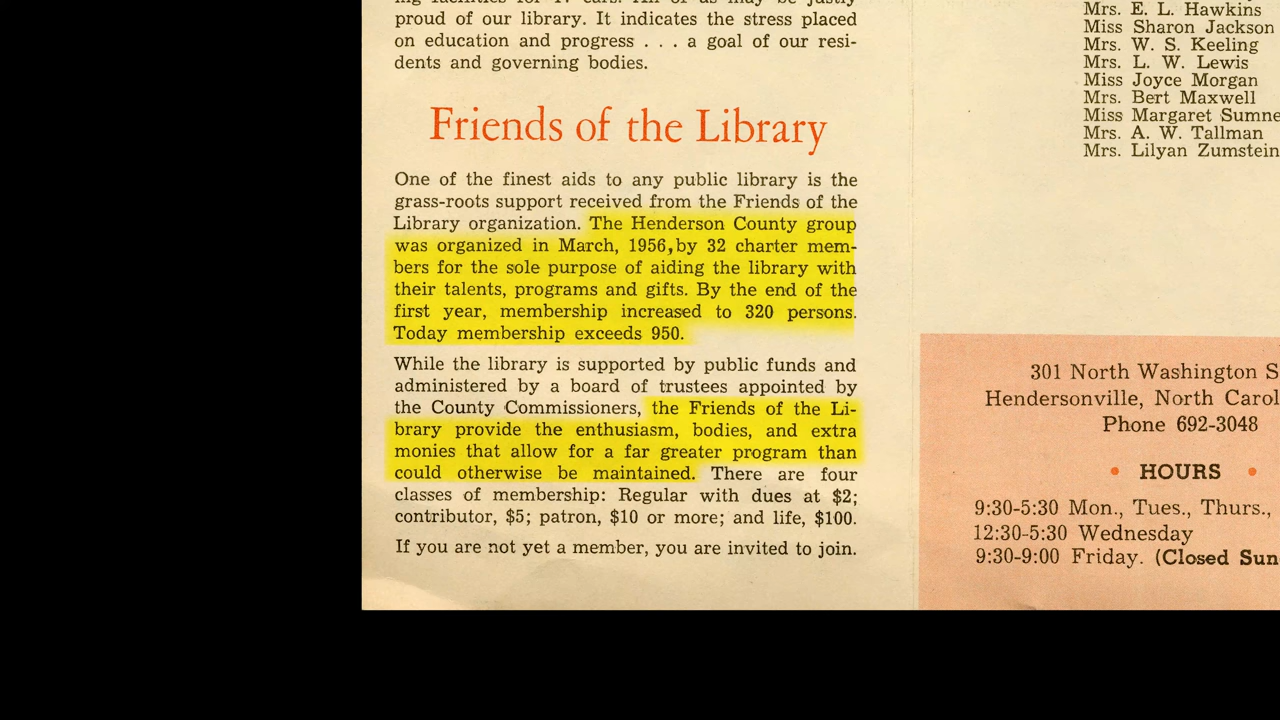 proud of our library. It indicates the stress placed
on education and progress . . . a goal of our resi-
dents and governing bodies.
Friends of the Library
One of the finest aids to any public library is the
grass-roots support received from the Friends of the
Library organization. The Henderson County group
was organized in March, 1956, by 32 charter mem-
bers for the sole purpose of aiding the library with
their talents, programs and gifts. By the end of the
first year, membership increased to 320 persons.
Today membership exceeds 950.
While the library is supported by public funds and
administered by a board of trustees appointed by
the County Commissioners, the Friends of the Li-
brary provide the enthusiasm, bodies, and extra
monies that allow for a far greater program than
could otherwise be maintained. There are four
classes of membership: Regular with dues at $2;
contributor, $5; patron, $10 or more; and life, $100.
If you are not yet a member, you are invited to join.
Mrs. E. L. Hawkins
Miss Sharon Jackson
Mrs. W. S. Keeling
Mrs. L. W. Lewis
Miss Joyce Morgan
Mrs. Bert Maxwell
Miss Margaret Sumne
Mrs. A. W. Tallman
Mrs. Lilyan Zumstein
301 North Washington S
Hendersonville, North Carol
Phone 692-3048
• HOURS •
9:30-5:30 Mon., Tues., Thurs.,
12:30-5:30 Wednesday
9:30-9:00 Friday. (Closed Sun